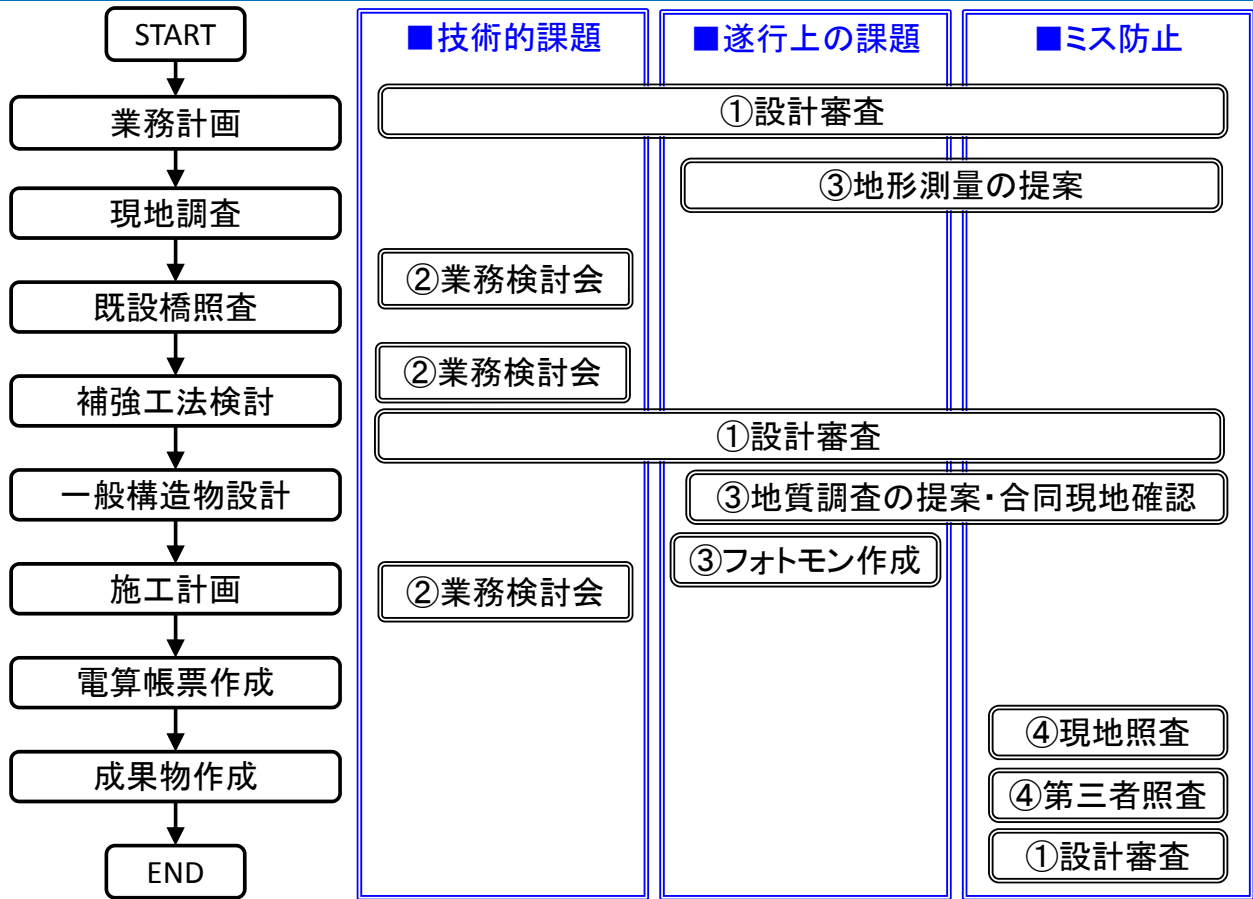 START
■技術的課題
■遂行上の課題
■ミス防止
業務計画
①設計審査
現地調査
③地形測量の提案
既設橋照査
②業務検討会
補強工法検討
②業務検討会
①設計審査
一般構造物設計
③地質調査の提案・合同現地確認
施工計画
③フォトモン作成
②業務検討会
電算帳票作成
④現地照査
成果物作成
④第三者照査
①設計審査
END